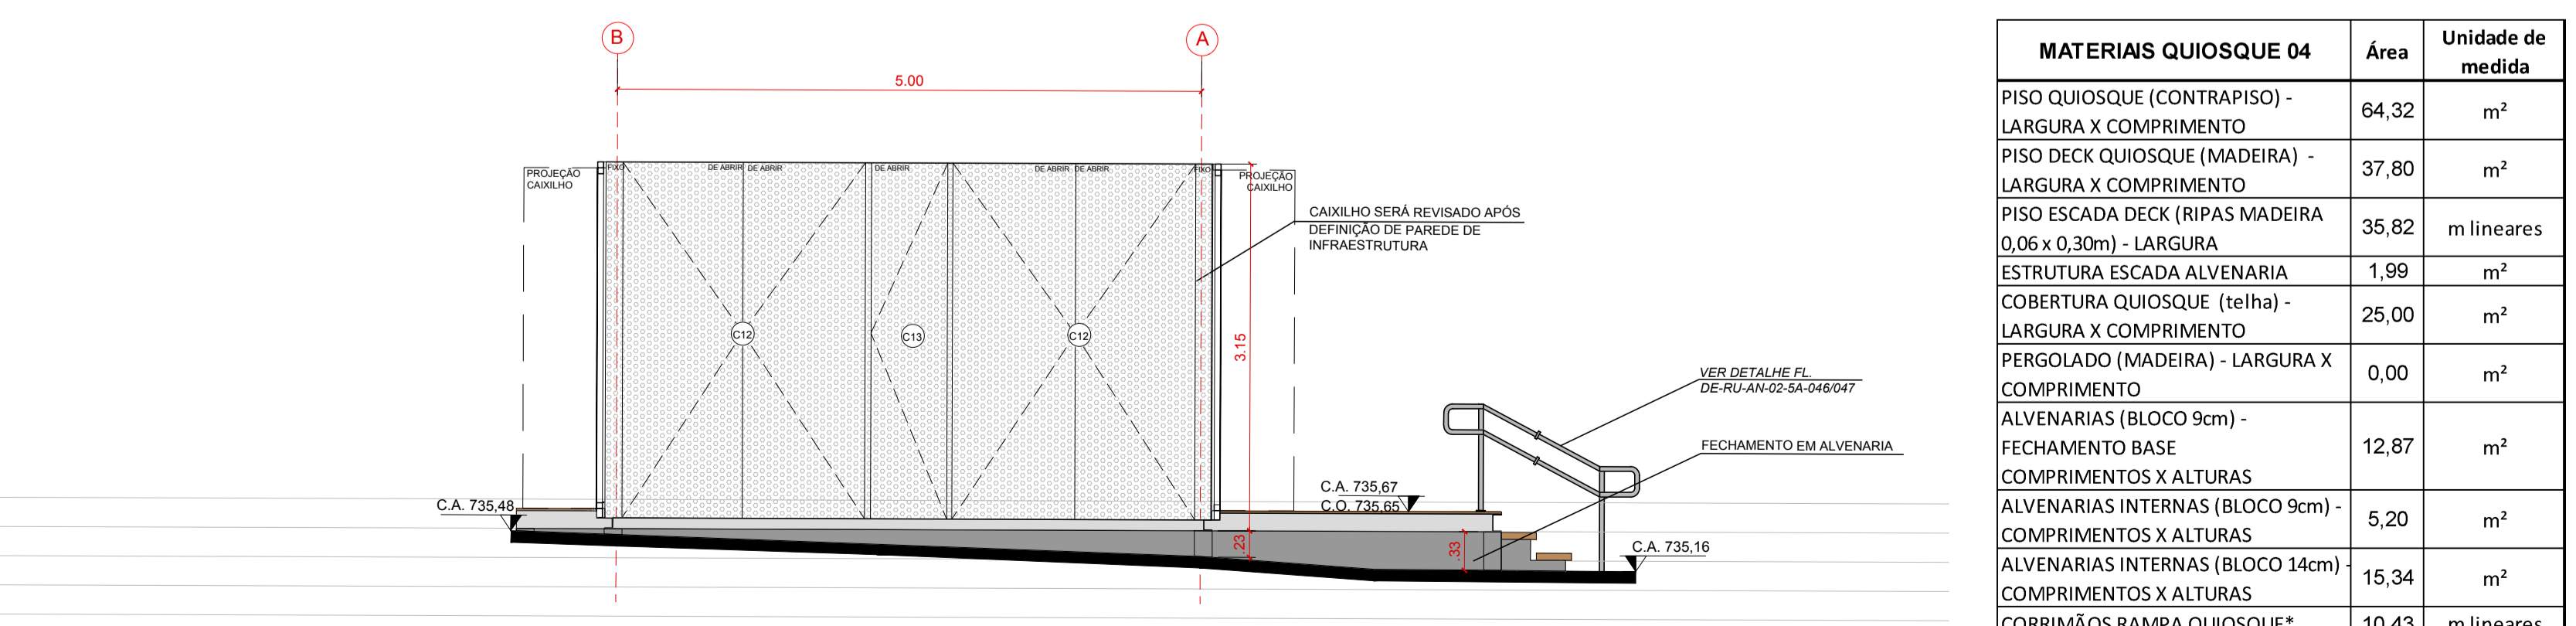 B
A
5.00
PROJEÇÃO
CAIXILHO
FIXO
DE ABRIR
DE ABRIR
DE ABRIR
DE ABRIR
DE ABRIR
FIXO
PROJEÇÃO
CAIXILHO
CAIXILHO SERÁ REVISADO APÓS
DEFINIÇÃO DE PAREDE DE
INFRAESTRUTURA
C12
C13
C12
3.15
VER DETALHE FL.
DE-RU-AN-02-5A-046/047
FECHAMENTO EM ALVENARIA
C.A. 735,48
C.A. 735,67
C.O. 735,65
.23
.33
C.A. 735,16
MATERIAIS QUIOSQUE 04
Área
Unidade de
medida
PISO QUIOSQUE (CONTRAPISO) -
LARGURA X COMPRIMENTO
64,32
m²
PISO DECK QUIOSQUE (MADEIRA) -
LARGURA X COMPRIMENTO
37,80
m²
PISO ESCADA DECK (RIPAS MADEIRA
0,06 x 0,30m) - LARGURA
35,82
m lineares
ESTRUTURA ESCADA ALVENARIA
1,99
m²
COBERTURA QUIOSQUE (telha) -
LARGURA X COMPRIMENTO
25,00
m²
PERGOLADO (MADEIRA) - LARGURA X
COMPRIMENTO
0,00
m²
ALVENARIAS (BLOCO 9cm) -
FECHAMENTO BASE
COMPRIMENTOS X ALTURAS
12,87
m²
ALVENARIAS INTERNAS (BLOCO 9cm) -
COMPRIMENTOS X ALTURAS
5,20
m²
ALVENARIAS INTERNAS (BLOCO 14cm) -
COMPRIMENTOS X ALTURAS
15,34
m²
CORRIMÃOS RAMPA QUIOSQUE*
10,43
m lineares